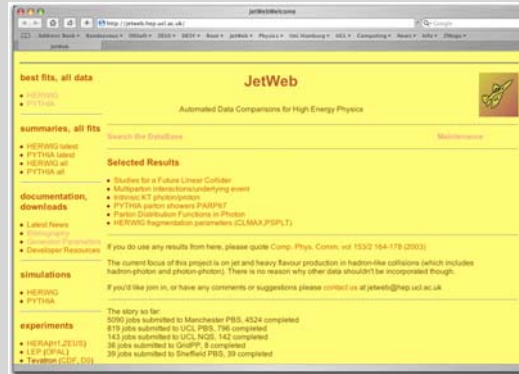 JetWebWelcome
http://jetweb.hep.ucl.ac.uk/
Google
Address Book
JetWeb
best fits, all data
HERWIG
PYTHIA
summaries, all fits
HERWIG latest
PYTHIA latest
HERWIG all
PYTHIA all
documentation,
downloads
Latest News
Bibliography
Generator Parameters
Developer Resources
simulations
HERWIG
PYTHIA
experiments
HERA(H1,ZEUS)
LEP (OPAL)
Tevatron (CDF, D0)
JetWeb
Automated Data Comparisons for High Energy Physics
Search the DataBase
Maintenance
Selected Results
Studies for a Future Linear Collider
Multiparton interactions/underlying event
Intrinsic KT photon/proton
PYTHIA parton showers PARP67
Parton Distribution Functions in Photon
HERWIG fragmentation parameters (CLMAX,PSPLT)
If you do use any results from here, please quote Comp. Phys. Comm. vol 153/2 164-178 (2003)
The current focus of this project is on jet and heavy flavour production in hadron-like collisions (which includes
hadron-photon and photon-photon). There is no reason why other data shouldn't be incorporated though.
If you'd like join in, or have any comments or suggestions please contact us at jetweb@hep.ucl.ac.uk
The story so far:
5090 jobs submitted to Manchester PBS, 4524 completed
819 jobs submitted to UCL PBS, 796 completed
143 jobs submitted to UCL NQS, 142 completed
36 jobs submitted to GridPP, 8 completed
39 jobs submitted to Sheffield PBS, 39 completed